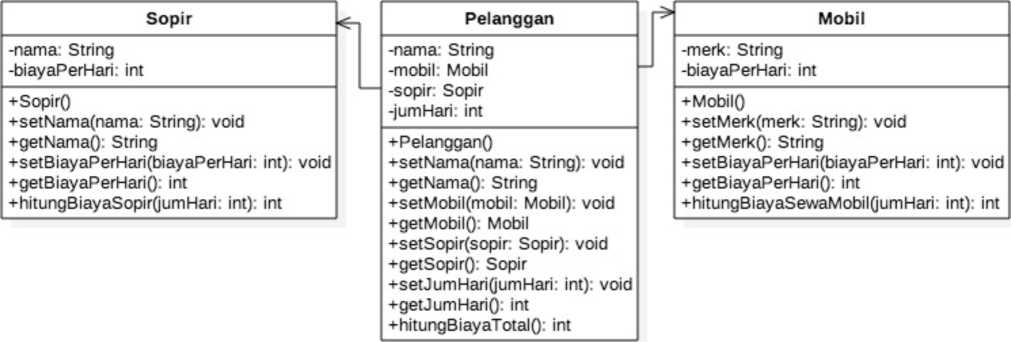 Sopir
-nama: String
-biayaPerHari: int
+Sopir()
+setNama(nama: String): void
+getNama(): String
+setBiayaPerHari(biayaPerHari: int): void
+getBiayaPerHari(): int
+hitungBiayaSopir(jumHari: int): int
Pelanggan
-nama: String
-mobil: Mobil
-sopir: Sopir
-jumHari: int
+Pelanggan()
+setNama(nama: String): void
+getNama(): String
+setMobil(mobil: Mobil): void
+getMobil(): Mobil
+setSopir(sopir: Sopir): void
+getSopir(): Sopir
+setJumHari(jumHari: int): void
+getJumHari(): int
+hitungBiayaTotal(): int
Mobil
-merk: String
-biayaPerHari: int
+Mobil()
+setMerk(merk: String): void
+getMerk(): String
+setBiayaPerHari(biayaPerHari: int): void
+getBiayaPerHari(): int
+hitungBiayaSewaMobil(jumHari: int): int